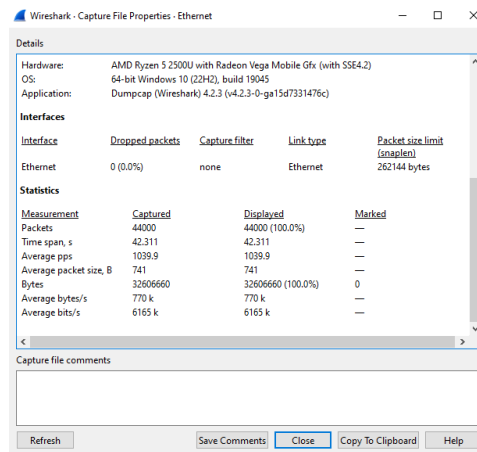 Wireshark · Capture File Properties · Ethernet
Details
Hardware: AMD Ryzen 5 2500U with Radeon Vega Mobile Gfx (with SSE4.2)
OS: 64-bit Windows 10 (22H2), build 19045
Application: Dumpcap (Wireshark) 4.2.3 (v4.2.3-0-ga15d7331476c)
Interfaces
Interface Dropped packets Capture filter Link type Packet size limit
(snaplen)
Ethernet 0 (0.0%) none Ethernet 262144 bytes
Statistics
Measurement Captured Displayed Marked
Packets 44000 44000 (100.0%) —
Time span, s 42.311 42.311 —
Average pps 1039.9 1039.9 —
Average packet size, B 741 741 —
Bytes 32606660 32606660 (100.0%) 0
Average bytes/s 770 k 770 k —
Average bits/s 6165 k 6165 k —
Capture file comments
Refresh Save Comments Close Copy To Clipboard Help